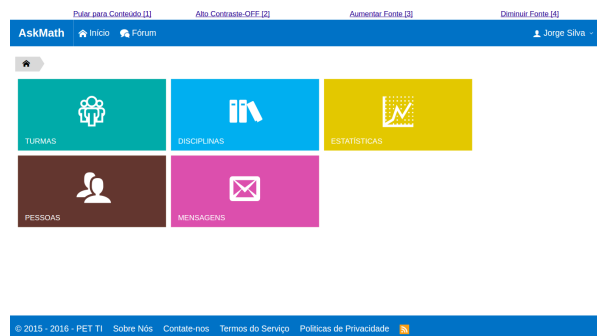 Pular para Conteúdo [1] Alto Contraste-OFF [2] Aumentar Fonte [3] Diminuir Fonte [4]
AskMath Início Fórum Jorge Silva
TURMAS DISCIPLINAS ESTATÍSTICAS
PESSOAS MENSAGENS
© 2015 - 2016 - PET TI Sobre Nós Contate-nos Termos do Serviço Politicas de Privacidade